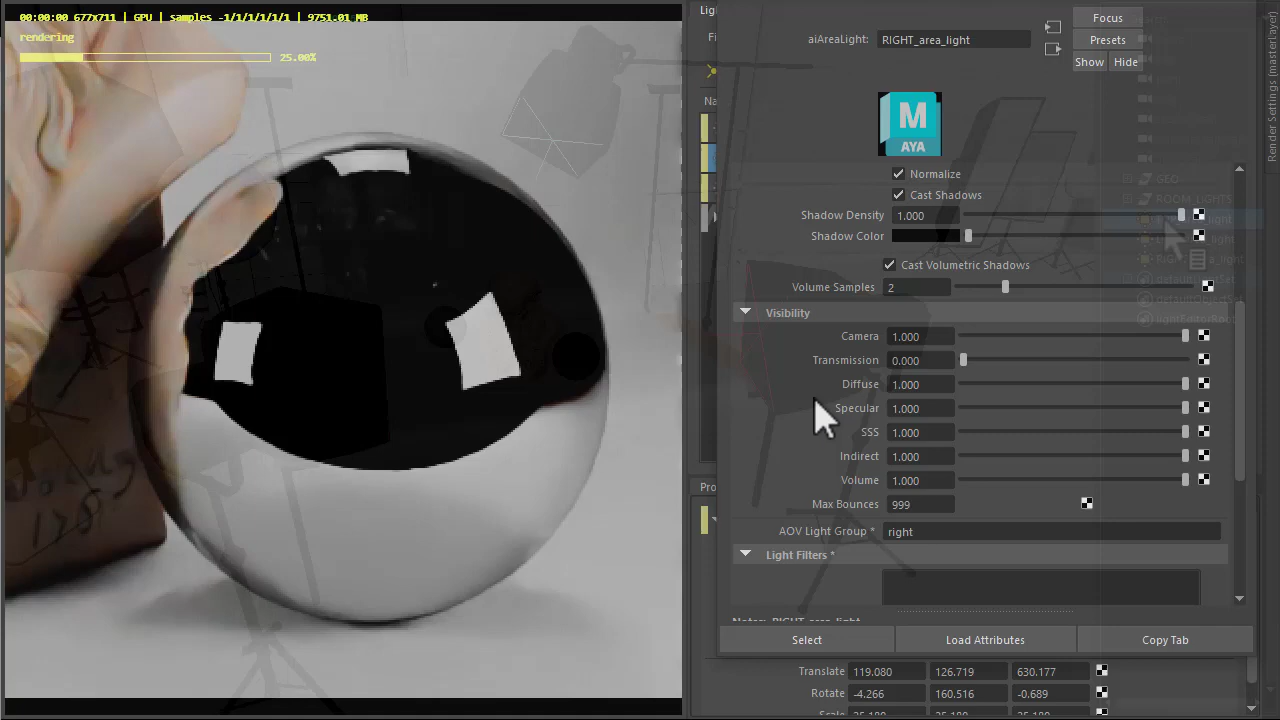 00:00:00 677x711 | GPU | samples -1/1/1/1/1/1 | 9751.01 MB
rendering
25.00%
Focus
aiAreaLight: RIGHT_area_light
Presets
Show Hide
M
AYA
Normalize
Cast Shadows
Shadow Density 1.000
Shadow Color
Cast Volumetric Shadows
Volume Samples 2
Visibility
Camera 1.000
Transmission 0.000
Diffuse 1.000
Specular 1.000
SSS 1.000
Indirect 1.000
Volume 1.000
Max Bounces 999
AOV Light Group * right
Light Filters *
Select Load Attributes Copy Tab
Translate 119.080 126.719 630.177
Rotate -4.266 160.516 -0.689
Render Settings (masterLayer)
GEO
ROOM_LIGHTS